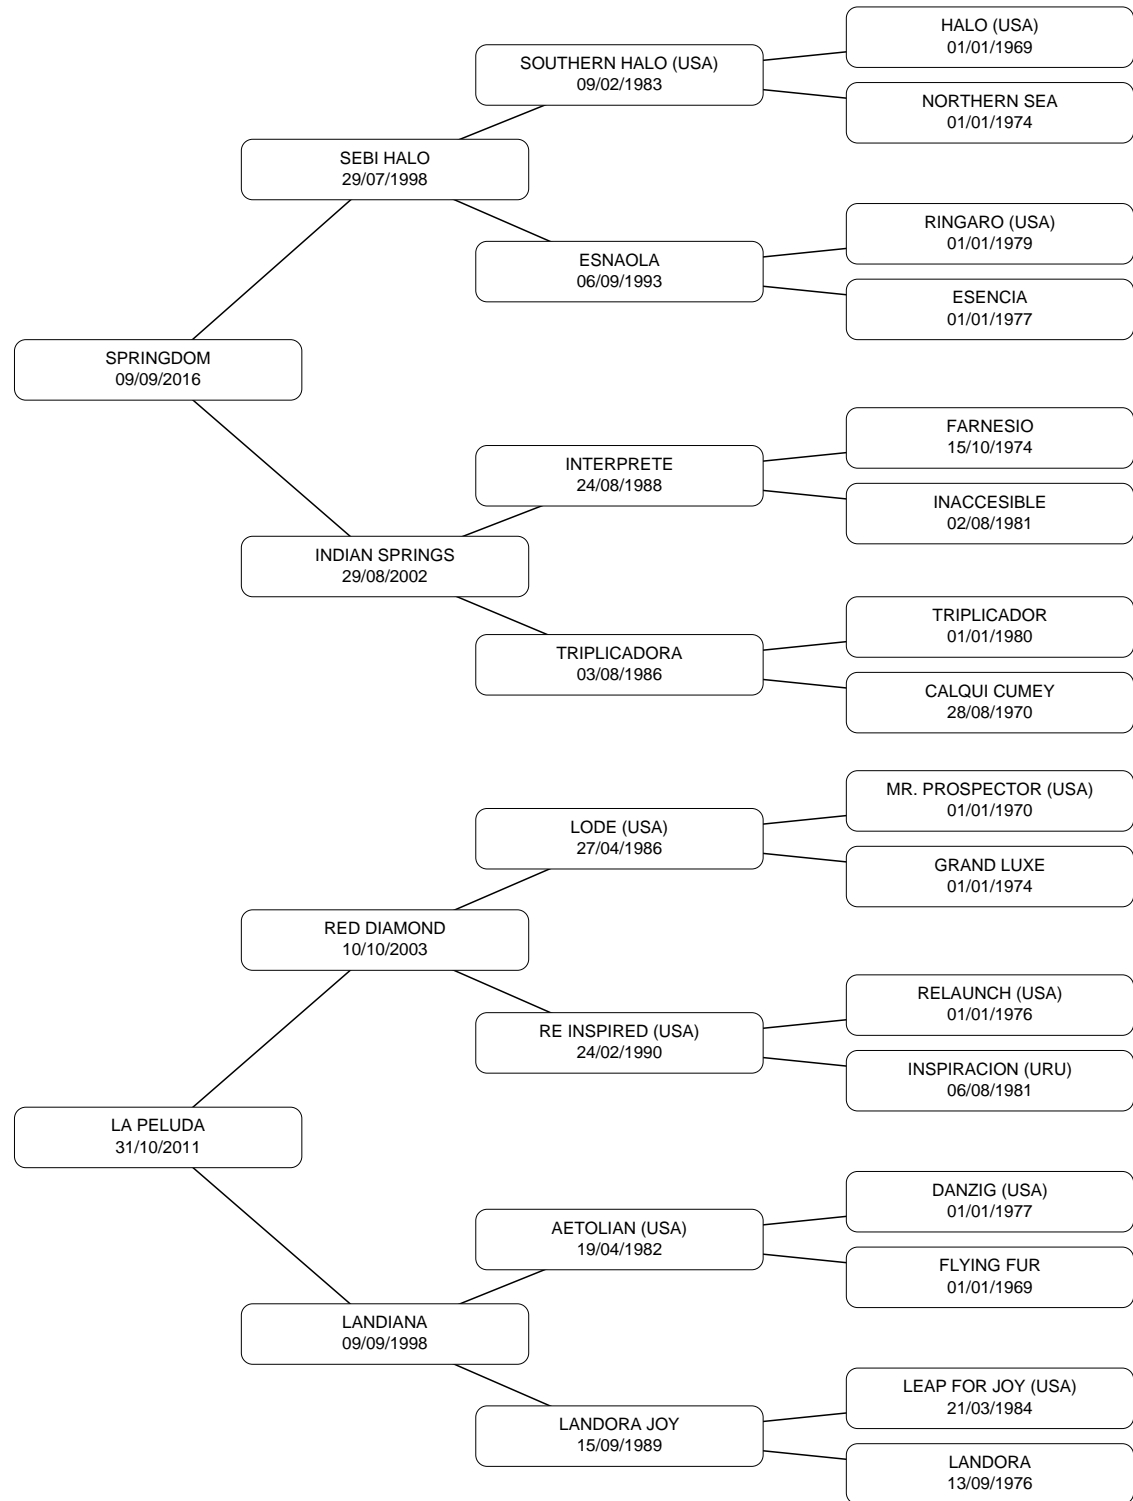 HALO (USA)
01/01/1969
SOUTHERN HALO (USA)
09/02/1983
NORTHERN SEA
01/01/1974
SEBI HALO
29/07/1998
RINGARO (USA)
01/01/1979
ESNAOLA
06/09/1993
ESENCIA
01/01/1977
SPRINGDOM
09/09/2016
FARNESIO
15/10/1974
INTERPRETE
24/08/1988
INACCESIBLE
02/08/1981
INDIAN SPRINGS
29/08/2002
TRIPLICADOR
01/01/1980
TRIPLICADORA
03/08/1986
CALQUI CUMEY
28/08/1970
MR. PROSPECTOR (USA)
01/01/1970
LODE (USA)
27/04/1986
GRAND LUXE
01/01/1974
RED DIAMOND
10/10/2003
RELAUNCH (USA)
01/01/1976
RE INSPIRED (USA)
24/02/1990
INSPIRACION (URU)
06/08/1981
LA PELUDA
31/10/2011
DANZIG (USA)
01/01/1977
AETOLIAN (USA)
19/04/1982
FLYING FUR
01/01/1969
LANDIANA
09/09/1998
LEAP FOR JOY (USA)
21/03/1984
LANDORA JOY
15/09/1989
LANDORA
13/09/1976